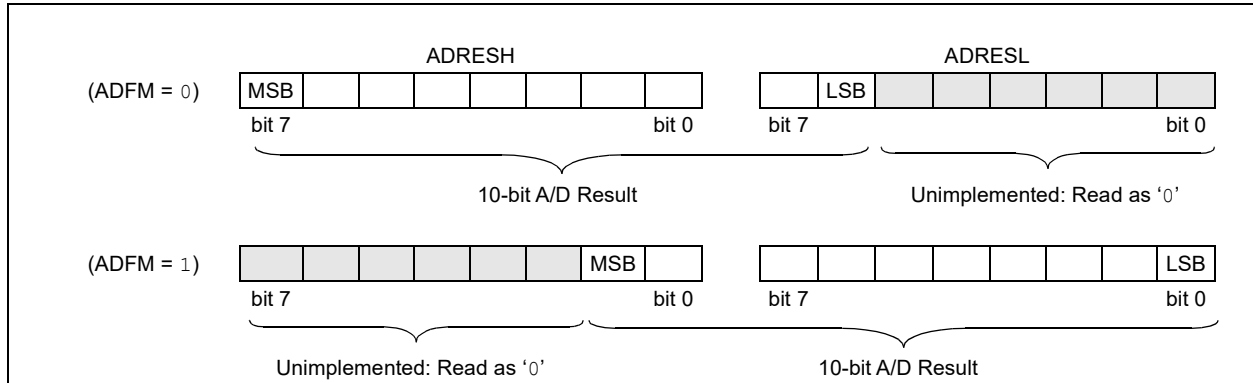 ADRESH ADRESL
(ADFM = 0) MSB LSB
bit 7 bit 0 bit 7 bit 0
10-bit A/D Result Unimplemented: Read as ‘0’
(ADFM = 1) MSB LSB
bit 7 bit 0 bit 7 bit 0
Unimplemented: Read as ‘0’ 10-bit A/D Result